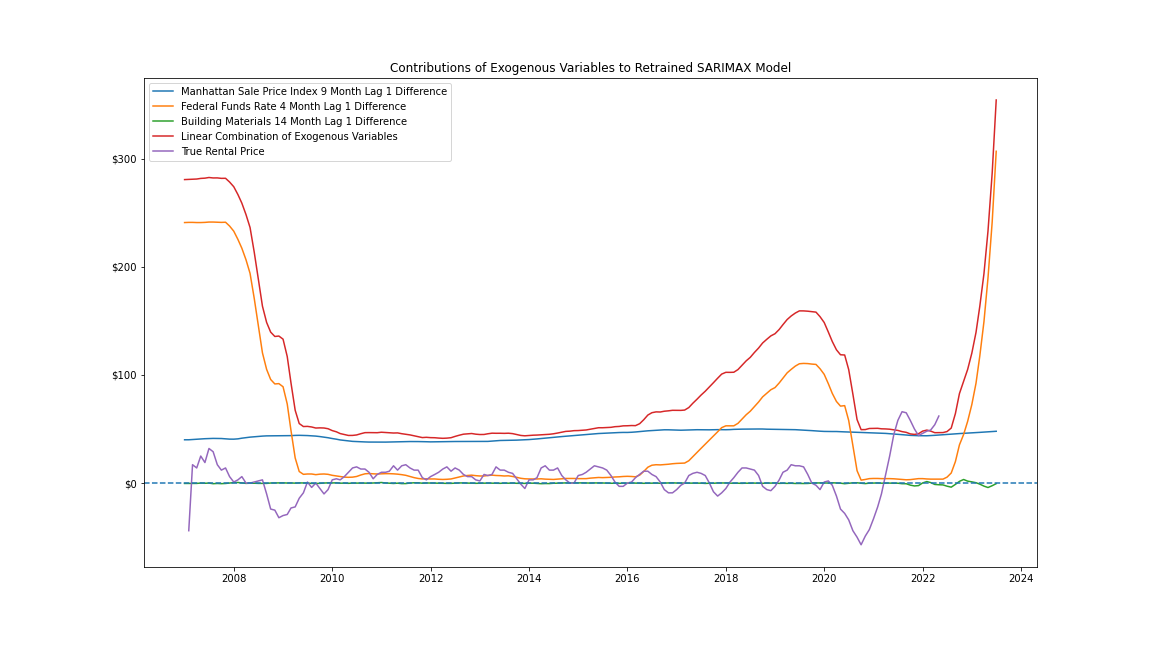 Contributions of Exogenous Variables to Retrained SARIMAX Model
Manhattan Sale Price Index 9 Month Lag 1 Difference
Federal Funds Rate 4 Month Lag 1 Difference
Building Materials 14 Month Lag 1 Difference
Linear Combination of Exogenous Variables
True Rental Price
$300
$200
$100
$0
2008 2010 2012 2014 2016 2018 2020 2022 2024